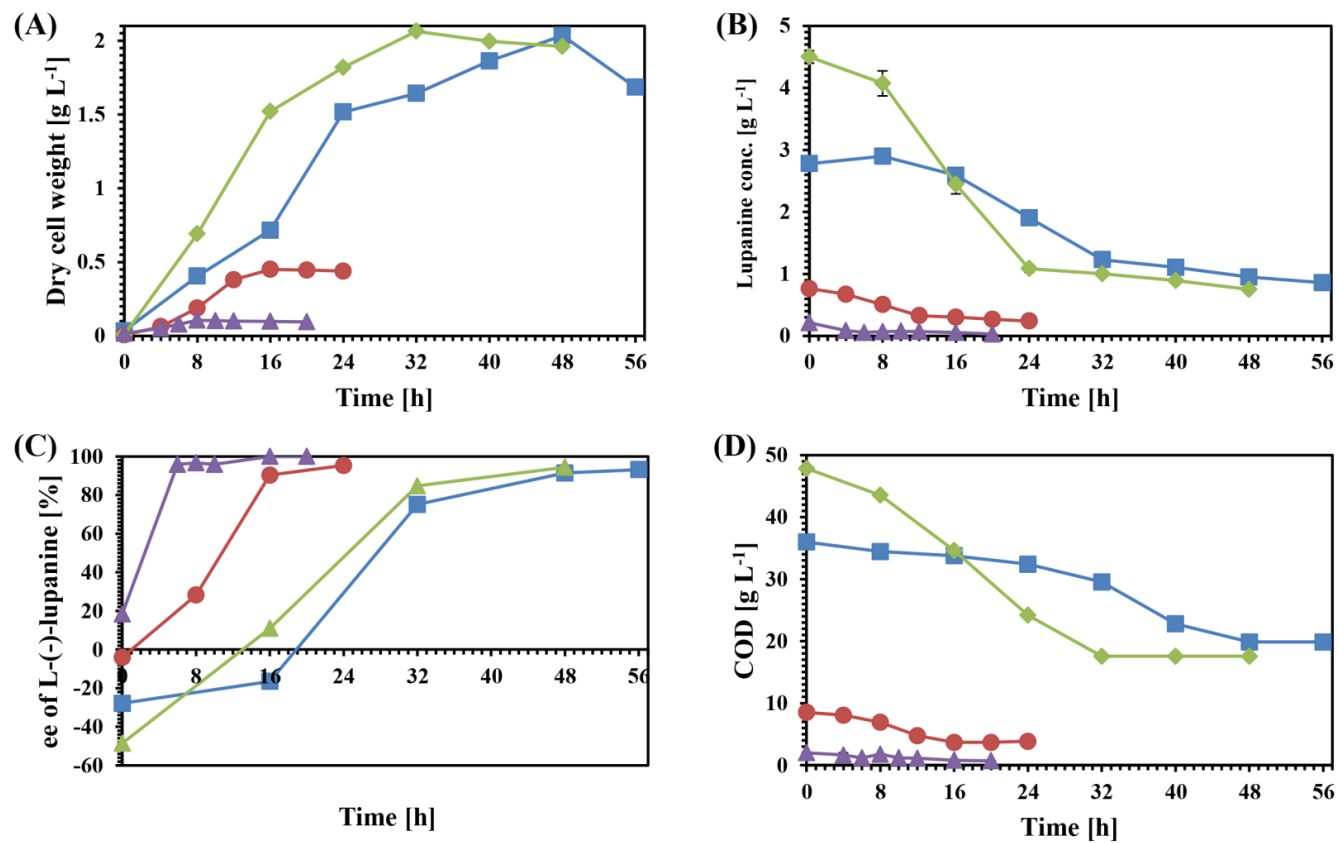 (A)
Dry cell weight [g L-1]
2
1.5
1
0.5
0
0 8 16 24 32 40 48 56
Time [h]
(B)
Lupanine conc. [g L-1]
5
4
3
2
1
0
0 8 16 24 32 40 48 56
Time [h]
(C)
ee of L-(-)-lupanine [%]
100
80
60
40
20
0
-20
-40
-60
0 8 16 24 32 40 48 56
Time [h]
(D)
COD [g L-1]
50
40
30
20
10
0
0 8 16 24 32 40 48 56
Time [h]